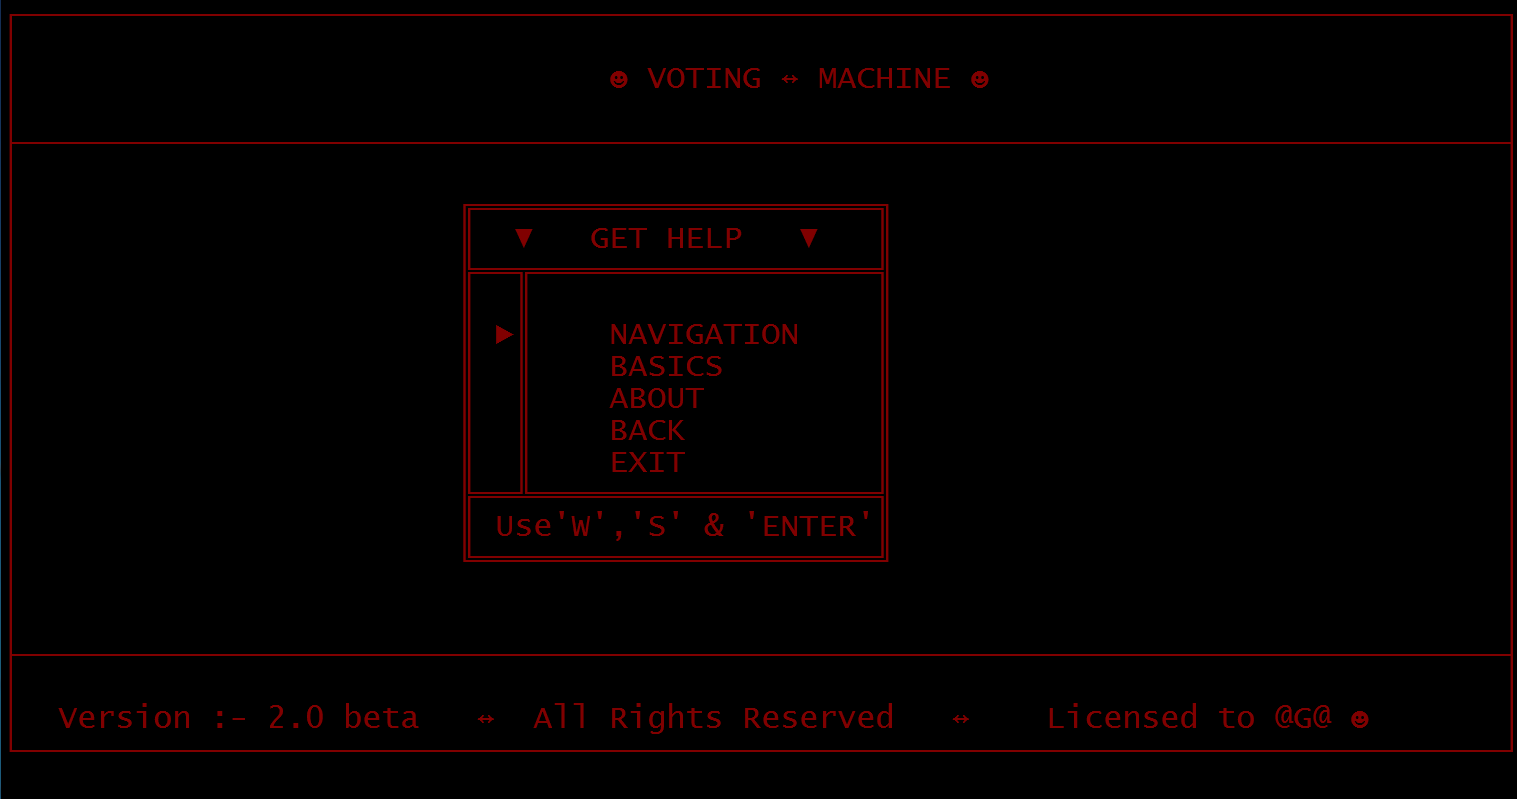 ☻ VOTING ↔ MACHINE ☻
▼ GET HELP ▼
► NAVIGATION
BASICS
ABOUT
BACK
EXIT
Use'W','S' & 'ENTER'
Version :- 2.0 beta ↔ All Rights Reserved ↔ Licensed to @G@ ☻